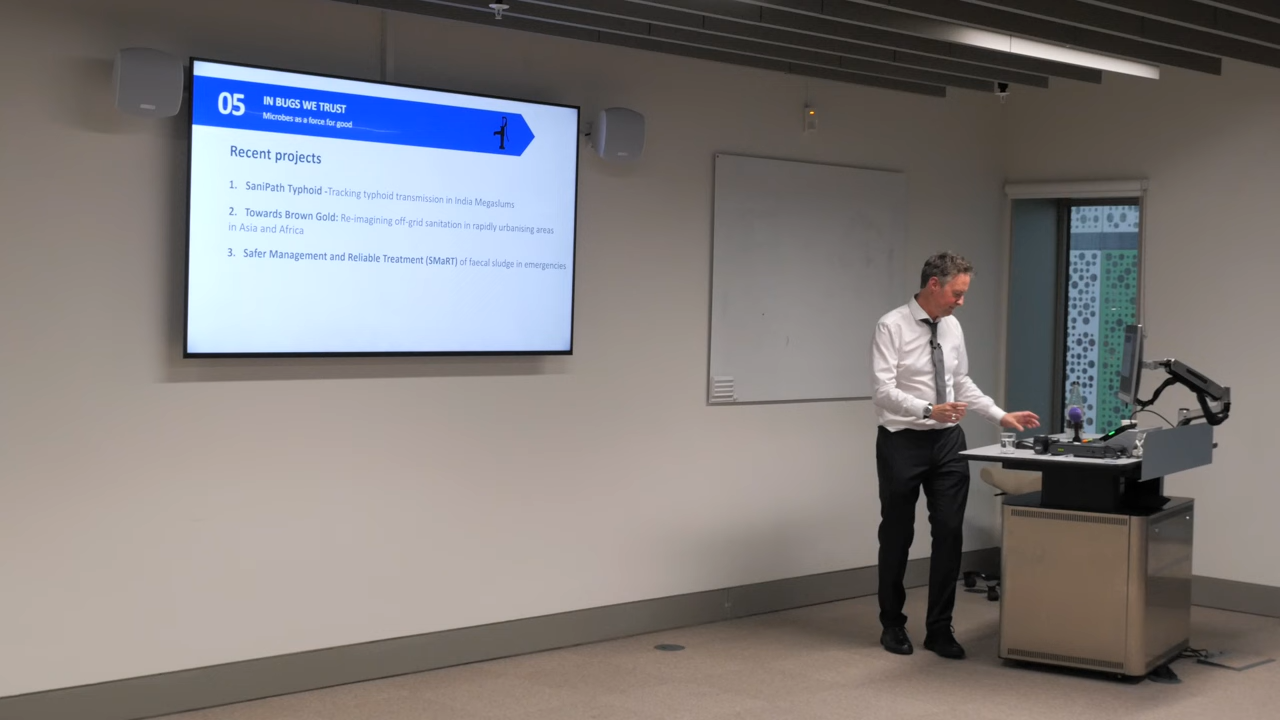 05
IN BUGS WE TRUST
Microbes as a force for good
Recent projects
1. SaniPath Typhoid -Tracking typhoid transmission in India Megaslums
2. Towards Brown Gold: Re-imagining off-grid sanitation in rapidly urbanising areas
in Asia and Africa
3. Safer Management and Reliable Treatment (SMaRT) of faecal sludge in emergencies